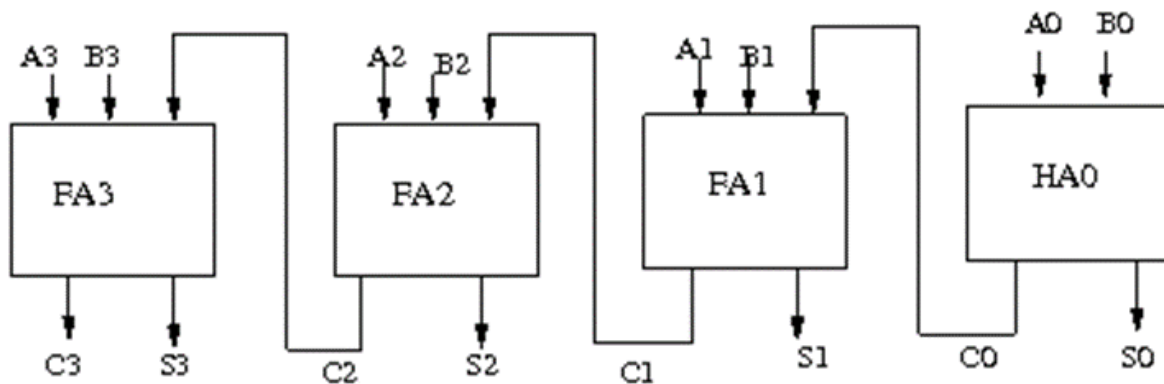 A3 B3 A2 B2 A1 B1 A0 B0
FA3 FA2 FA1 HA0
C3 S3 C2 S2 C1 S1 C0 S0